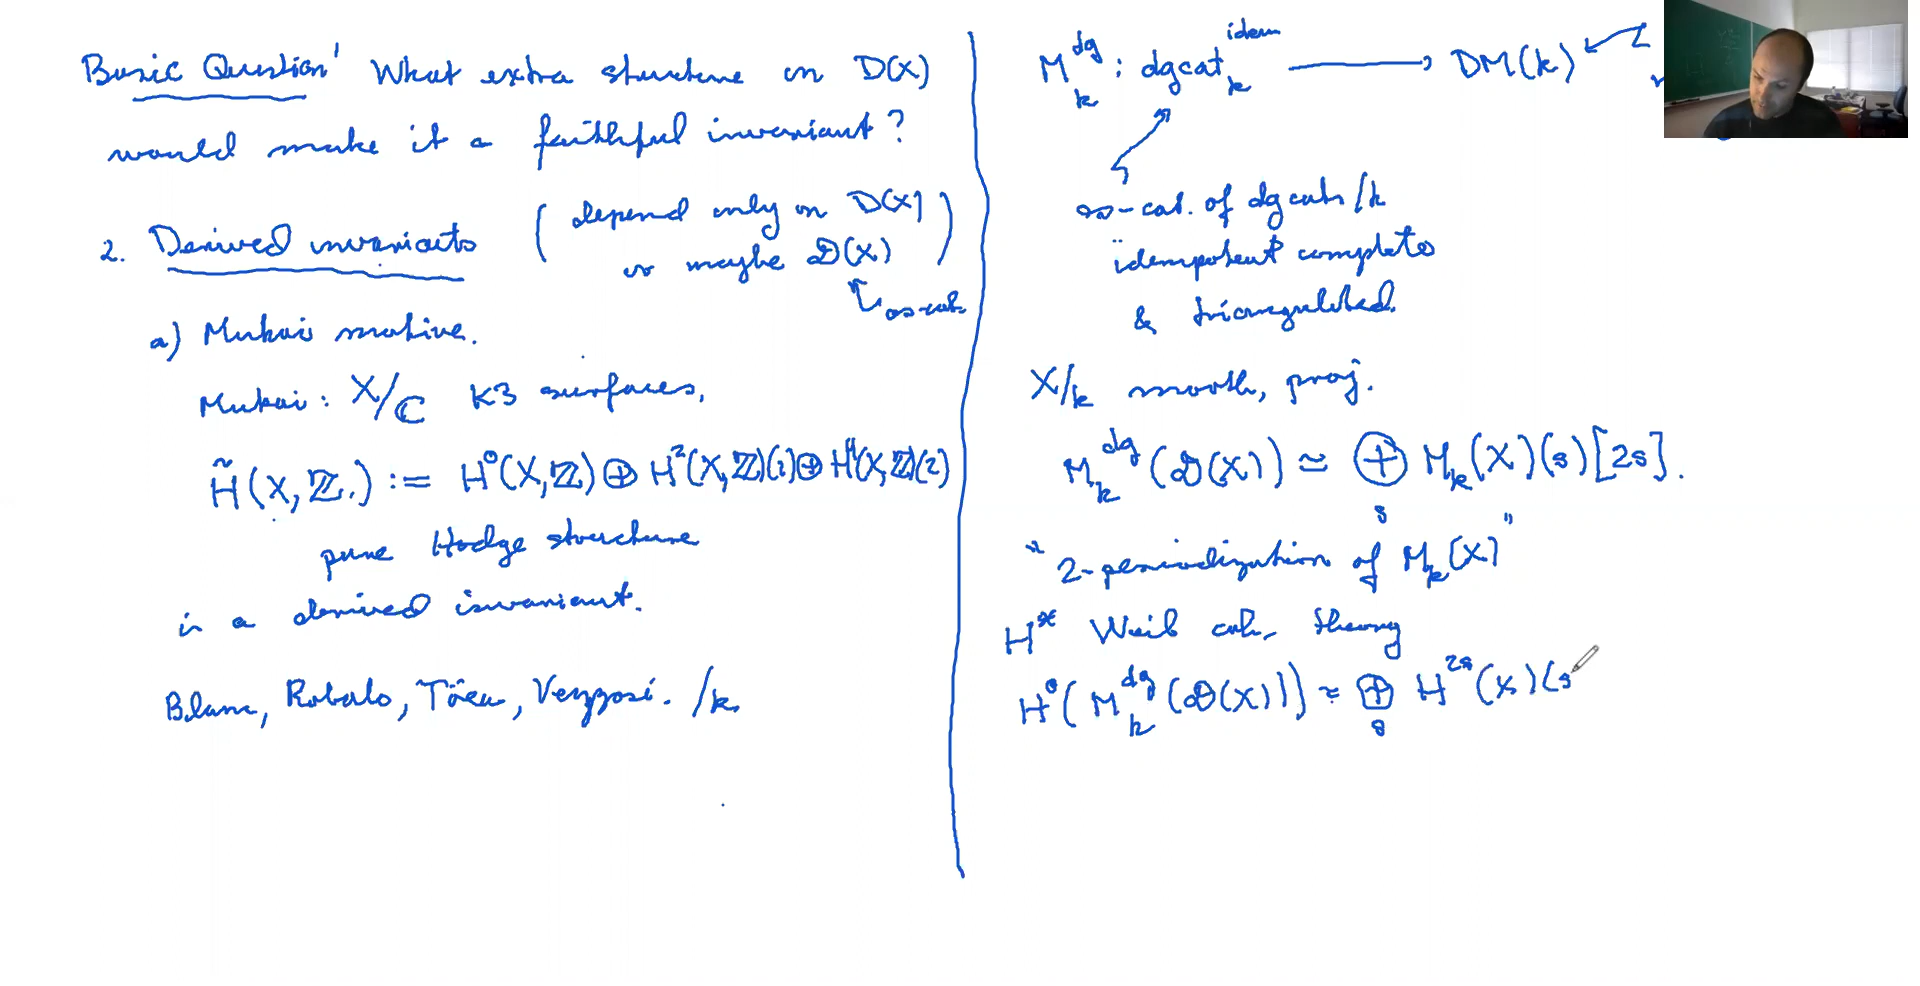 Basic Question: What extra structure on D(X)
would make it a faithful invariant?
2. Derived invariants (depend only on D(X)
or maybe 𝒟(X))
∞-cat.
a) Mukai motive.
Mukai: X/ℂ K3 surfaces,
H̃(X,ℤ) := H⁰(X,ℤ) ⊕ H²(X,ℤ)(1) ⊕ H⁴(X,ℤ)(2)
pure Hodge structure
is a derived invariant.
Blanc, Robalo, Töen, Vezzosi. /k.
M_k^{dg} : dgcat_k^{idem} ⟶ DM(k)
∞-cat. of dg cats /k
idempotent complete
& triangulated.
X/k smooth, proj.
M_k^{dg}(𝒟(X)) ≃ ⊕_s M_k(X)(s)[2s].
"2-periodization of M_k(X)"
H* Weil coh. theory
H⁰(M_k^{dg}(𝒟(X))) ≃ ⊕_s H^{2s}(X)(s